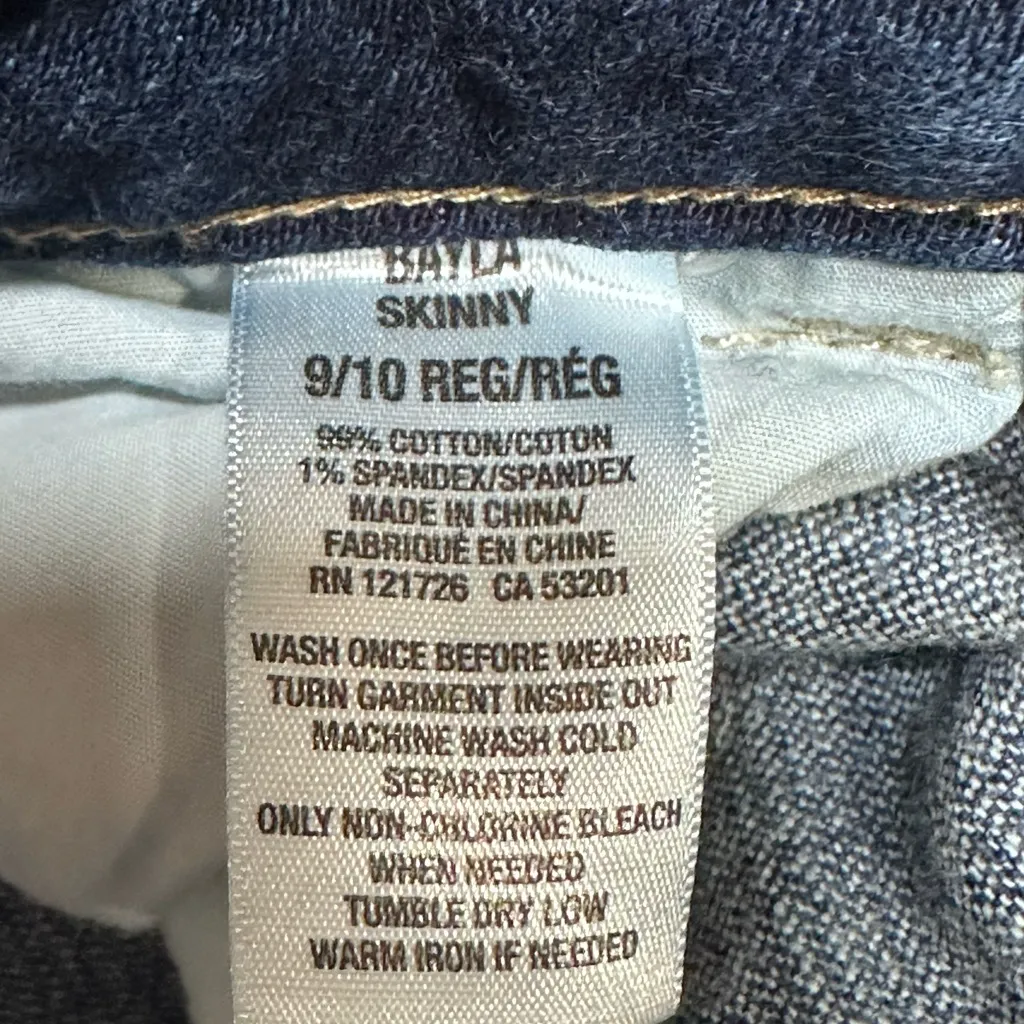 BAYLA
SKINNY
9/10 REG/RÉG
99% COTTON/COTON
1% SPANDEX/SPANDEX
MADE IN CHINA/
FABRIQUÉ EN CHINE
RN 121726 CA 53201
WASH ONCE BEFORE WEARING
TURN GARMENT INSIDE OUT
MACHINE WASH COLD
SEPARATELY
ONLY NON-CHLORINE BLEACH
WHEN NEEDED
TUMBLE DRY LOW
WARM IRON IF NEEDED